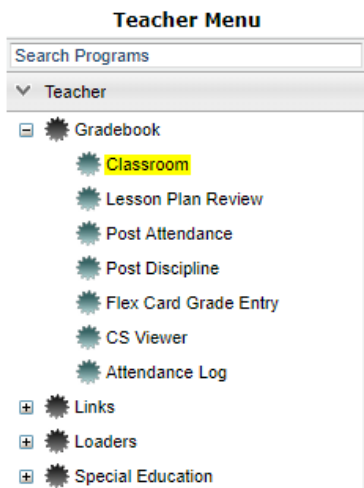 Teacher Menu
Search Programs
Teacher
Gradebook
Classroom
Lesson Plan Review
Post Attendance
Post Discipline
Flex Card Grade Entry
CS Viewer
Attendance Log
Links
Loaders
Special Education